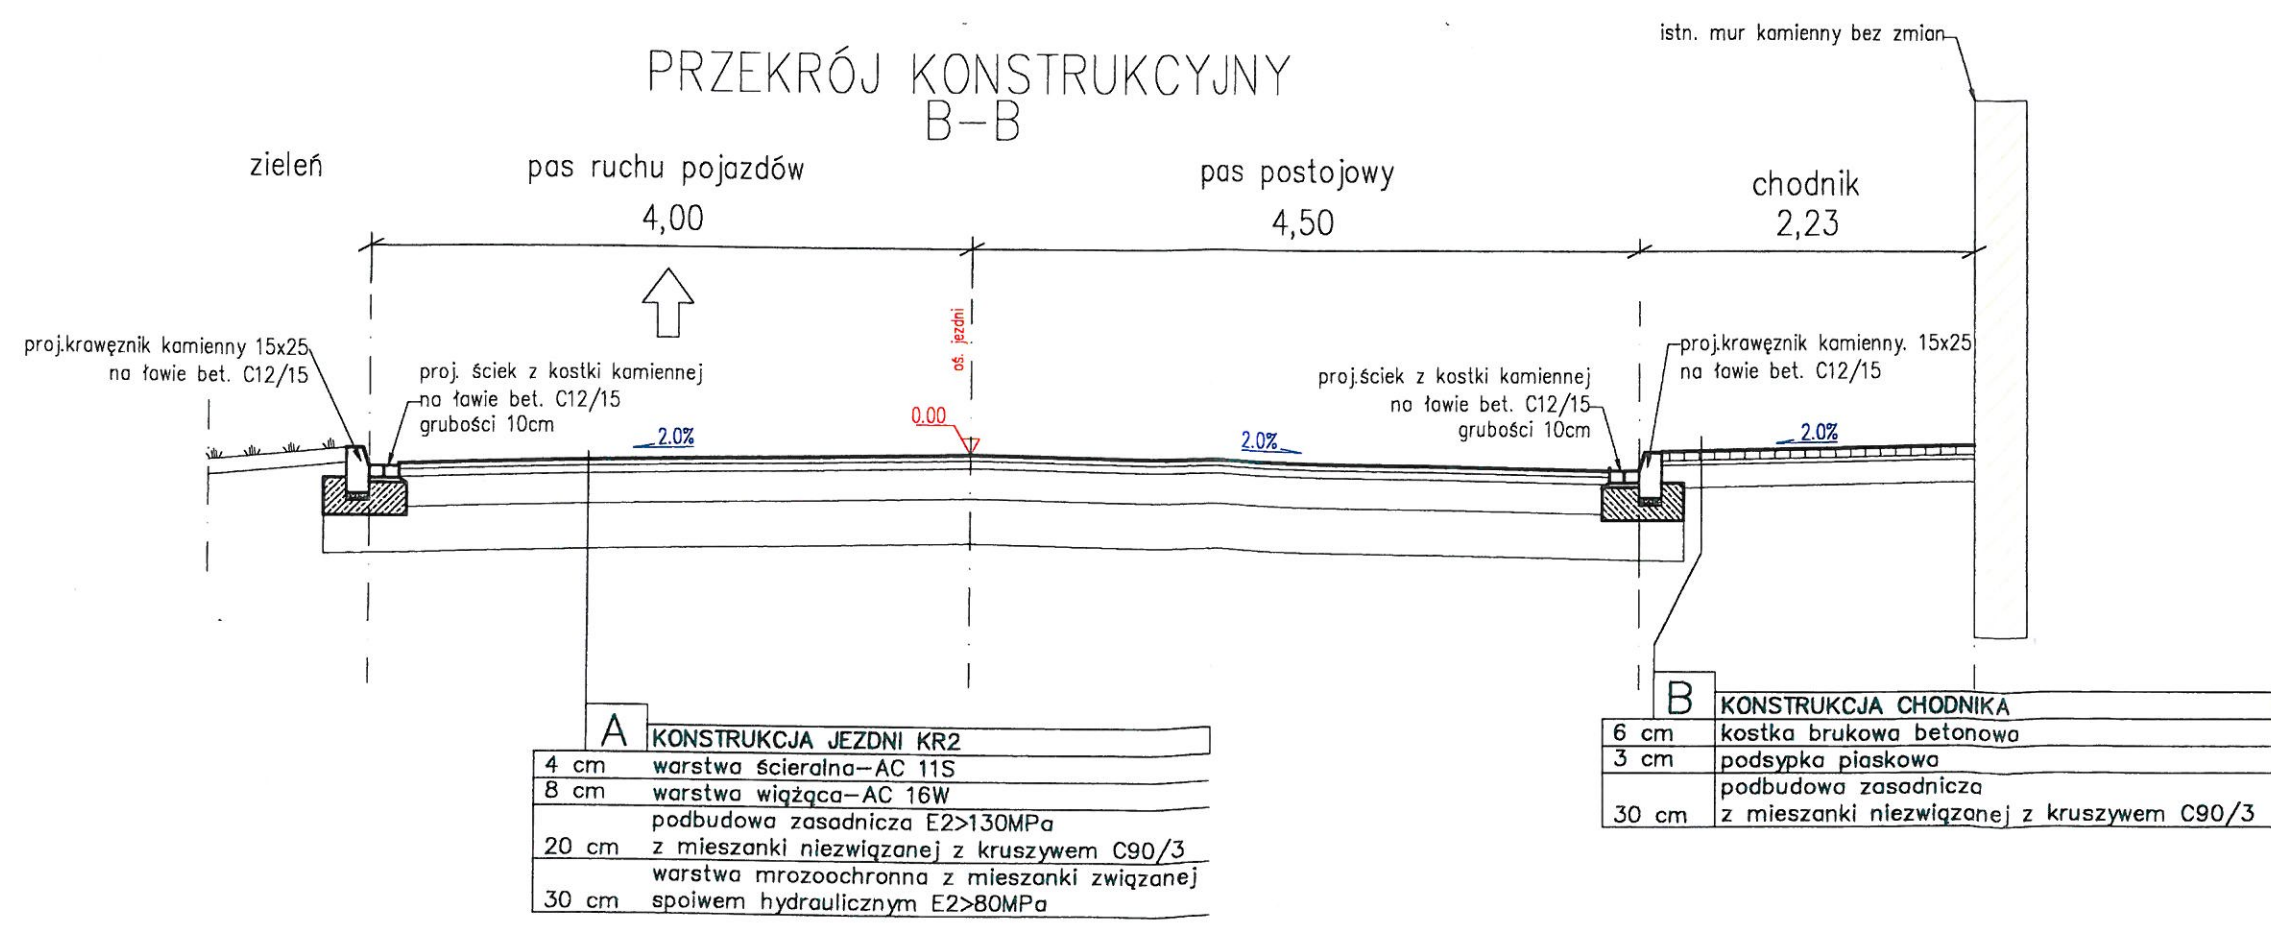 istn. mur kamienny bez zmian
PRZEKRÓJ KONSTRUKCYJNY
B-B
zieleń
pas ruchu pojazdów
pas postojowy
chodnik
4,00
4,50
2,23
oś. jezdni
proj.krawęznik kamienny 15x25
na ławie bet. C12/15
proj. ściek z kostki kamiennej
na ławie bet. C12/15
grubości 10cm
proj.ściek z kostki kamiennej
na ławie bet. C12/15
grubości 10cm
proj.krawęznik kamienny. 15x25
na ławie bet. C12/15
2.0%
0.00
2.0%
2.0%
A KONSTRUKCJA JEZDNI KR2
4 cm warstwa ścieralna-AC 11S
8 cm warstwa wiążąca-AC 16W
podbudowa zasadnicza E2>130MPa
20 cm z mieszanki niezwiązanej z kruszywem C90/3
warstwa mrozoochronna z mieszanki związanej
30 cm spoiwem hydraulicznym E2>80MPa
B KONSTRUKCJA CHODNIKA
6 cm kostka brukowa betonowa
3 cm podsypka piaskowa
podbudowa zasadnicza
30 cm z mieszanki niezwiązanej z kruszywem C90/3